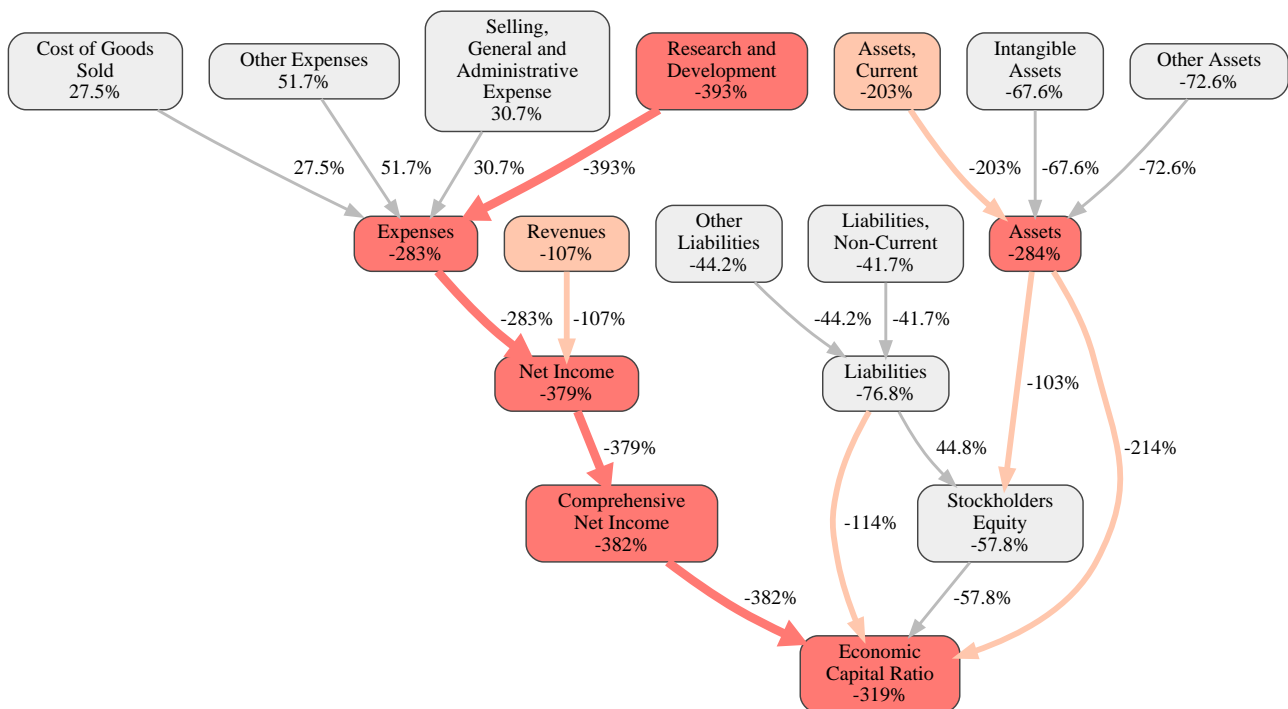 Cost of Goods
Sold
27.5%
Other Expenses
51.7%
Selling,
General and
Administrative
Expense
30.7%
Research and
Development
-393%
Assets,
Current
-203%
Intangible
Assets
-67.6%
Other Assets
-72.6%
27.5%
51.7%
30.7%
-393%
-203%
-67.6%
-72.6%
Expenses
-283%
Revenues
-107%
Other
Liabilities
-44.2%
Liabilities,
Non-Current
-41.7%
Assets
-284%
-283%
-107%
-44.2%
-41.7%
Net Income
-379%
Liabilities
-76.8%
-103%
-379%
44.8%
-214%
Comprehensive
Net Income
-382%
-114%
Stockholders
Equity
-57.8%
-382%
-57.8%
Economic
Capital Ratio
-319%